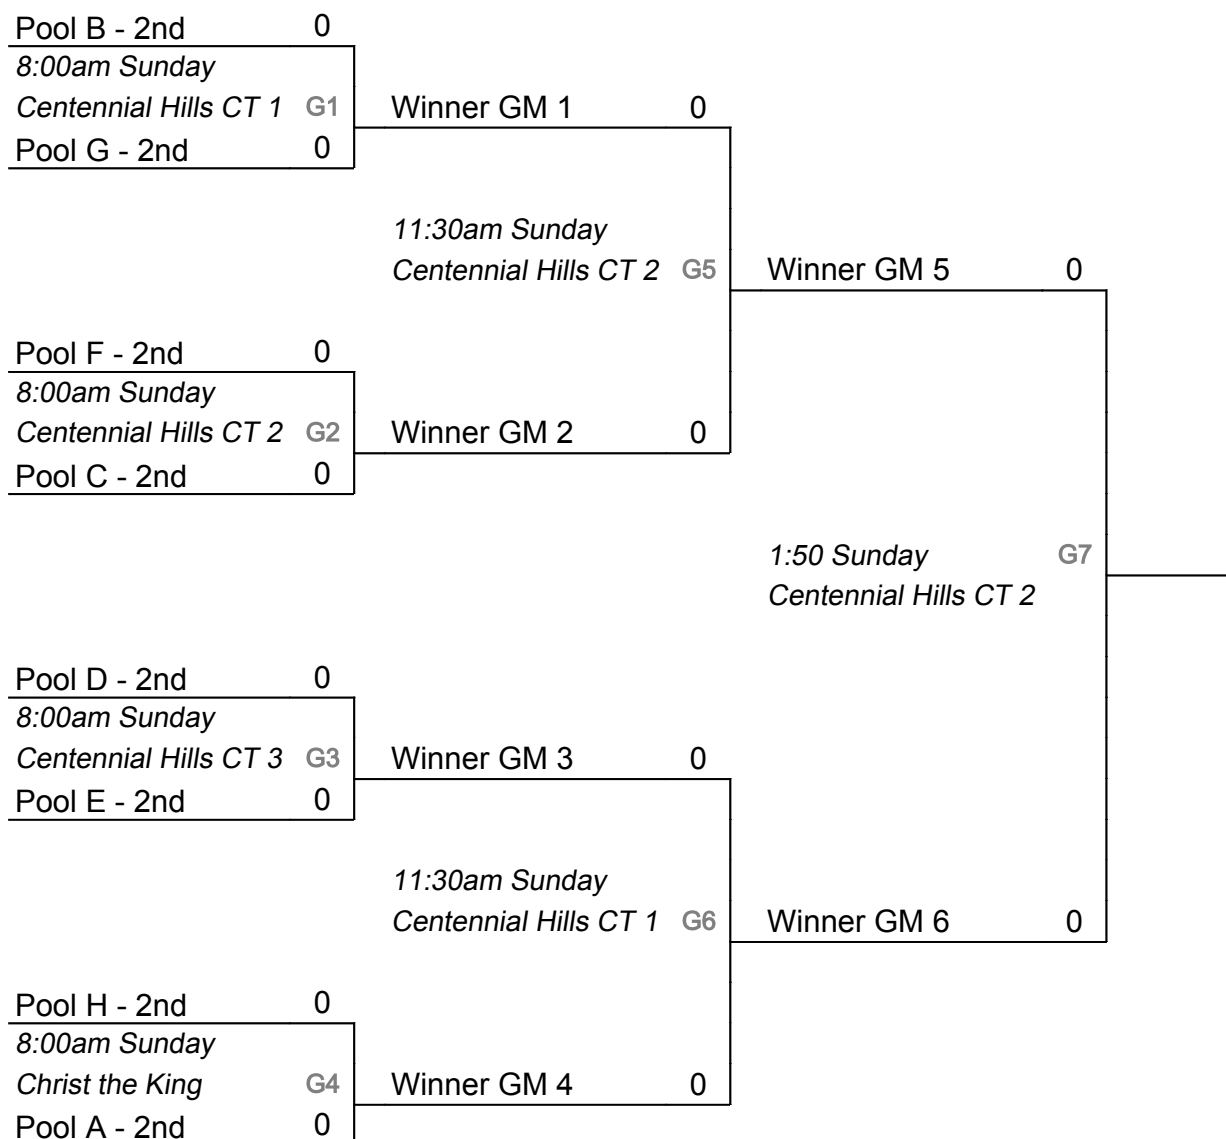 Pool B - 2nd 0
8:00am Sunday
Centennial Hills CT 1 G1 Winner GM 1 0
Pool G - 2nd 0
11:30am Sunday
Centennial Hills CT 2 G5 Winner GM 5 0
Pool F - 2nd 0
8:00am Sunday
Centennial Hills CT 2 G2 Winner GM 2 0
Pool C - 2nd 0
1:50 Sunday G7
Centennial Hills CT 2
Pool D - 2nd 0
8:00am Sunday
Centennial Hills CT 3 G3 Winner GM 3 0
Pool E - 2nd 0
11:30am Sunday
Centennial Hills CT 1 G6 Winner GM 6 0
Pool H - 2nd 0
8:00am Sunday
Christ the King G4 Winner GM 4 0
Pool A - 2nd 0